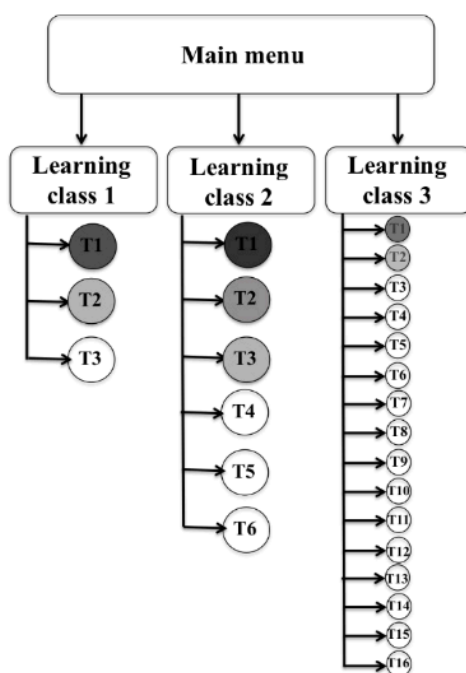 Main menu
Learning
class 1
T1
T2
T3
Learning
class 2
T1
T2
T3
T4
T5
T6
Learning
class 3
T1
T2
T3
T4
T5
T6
T7
T8
T9
T10
T11
T12
T13
T14
T15
T16